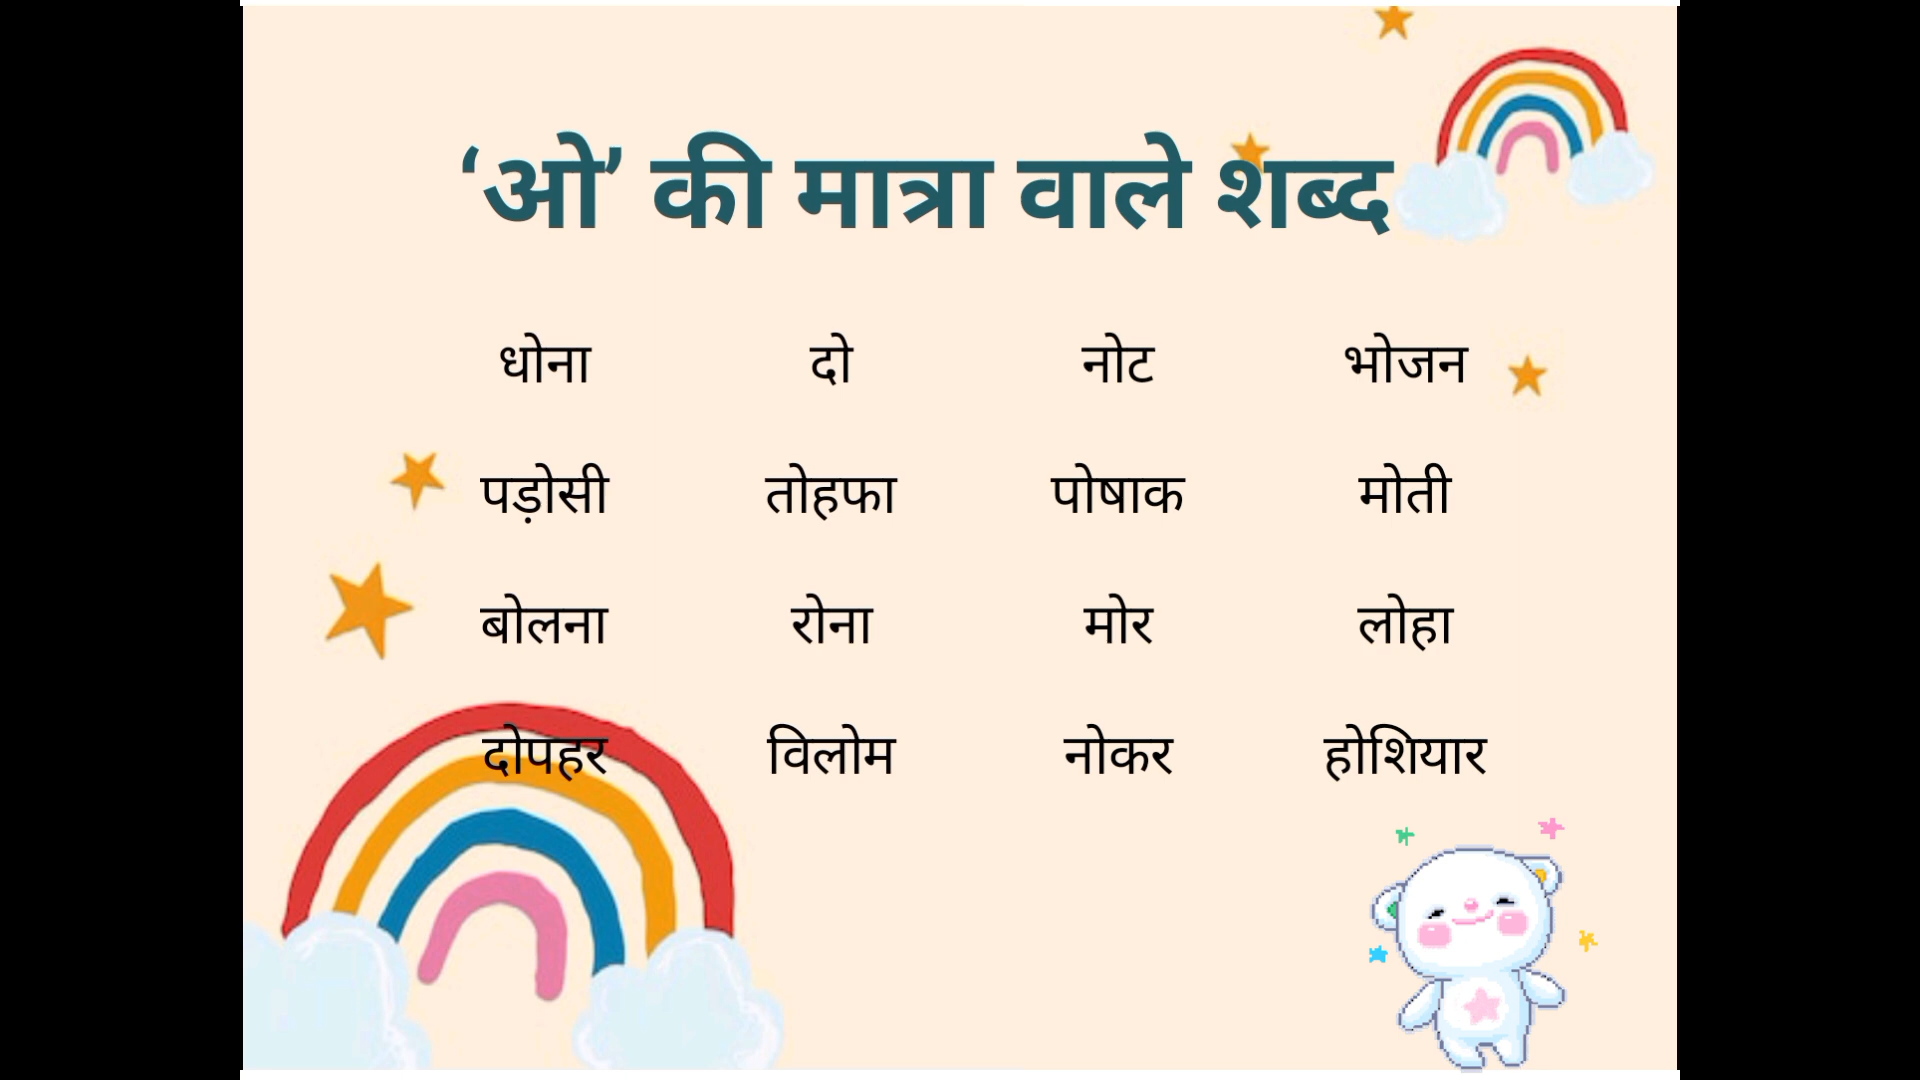 ‘ओ’ की मात्रा वाले शब्द
धोना दो नोट भोजन
पड़ोसी तोहफा पोषाक मोती
बोलना रोना मोर लोहा
दोपहर विलोम नोकर होशियार